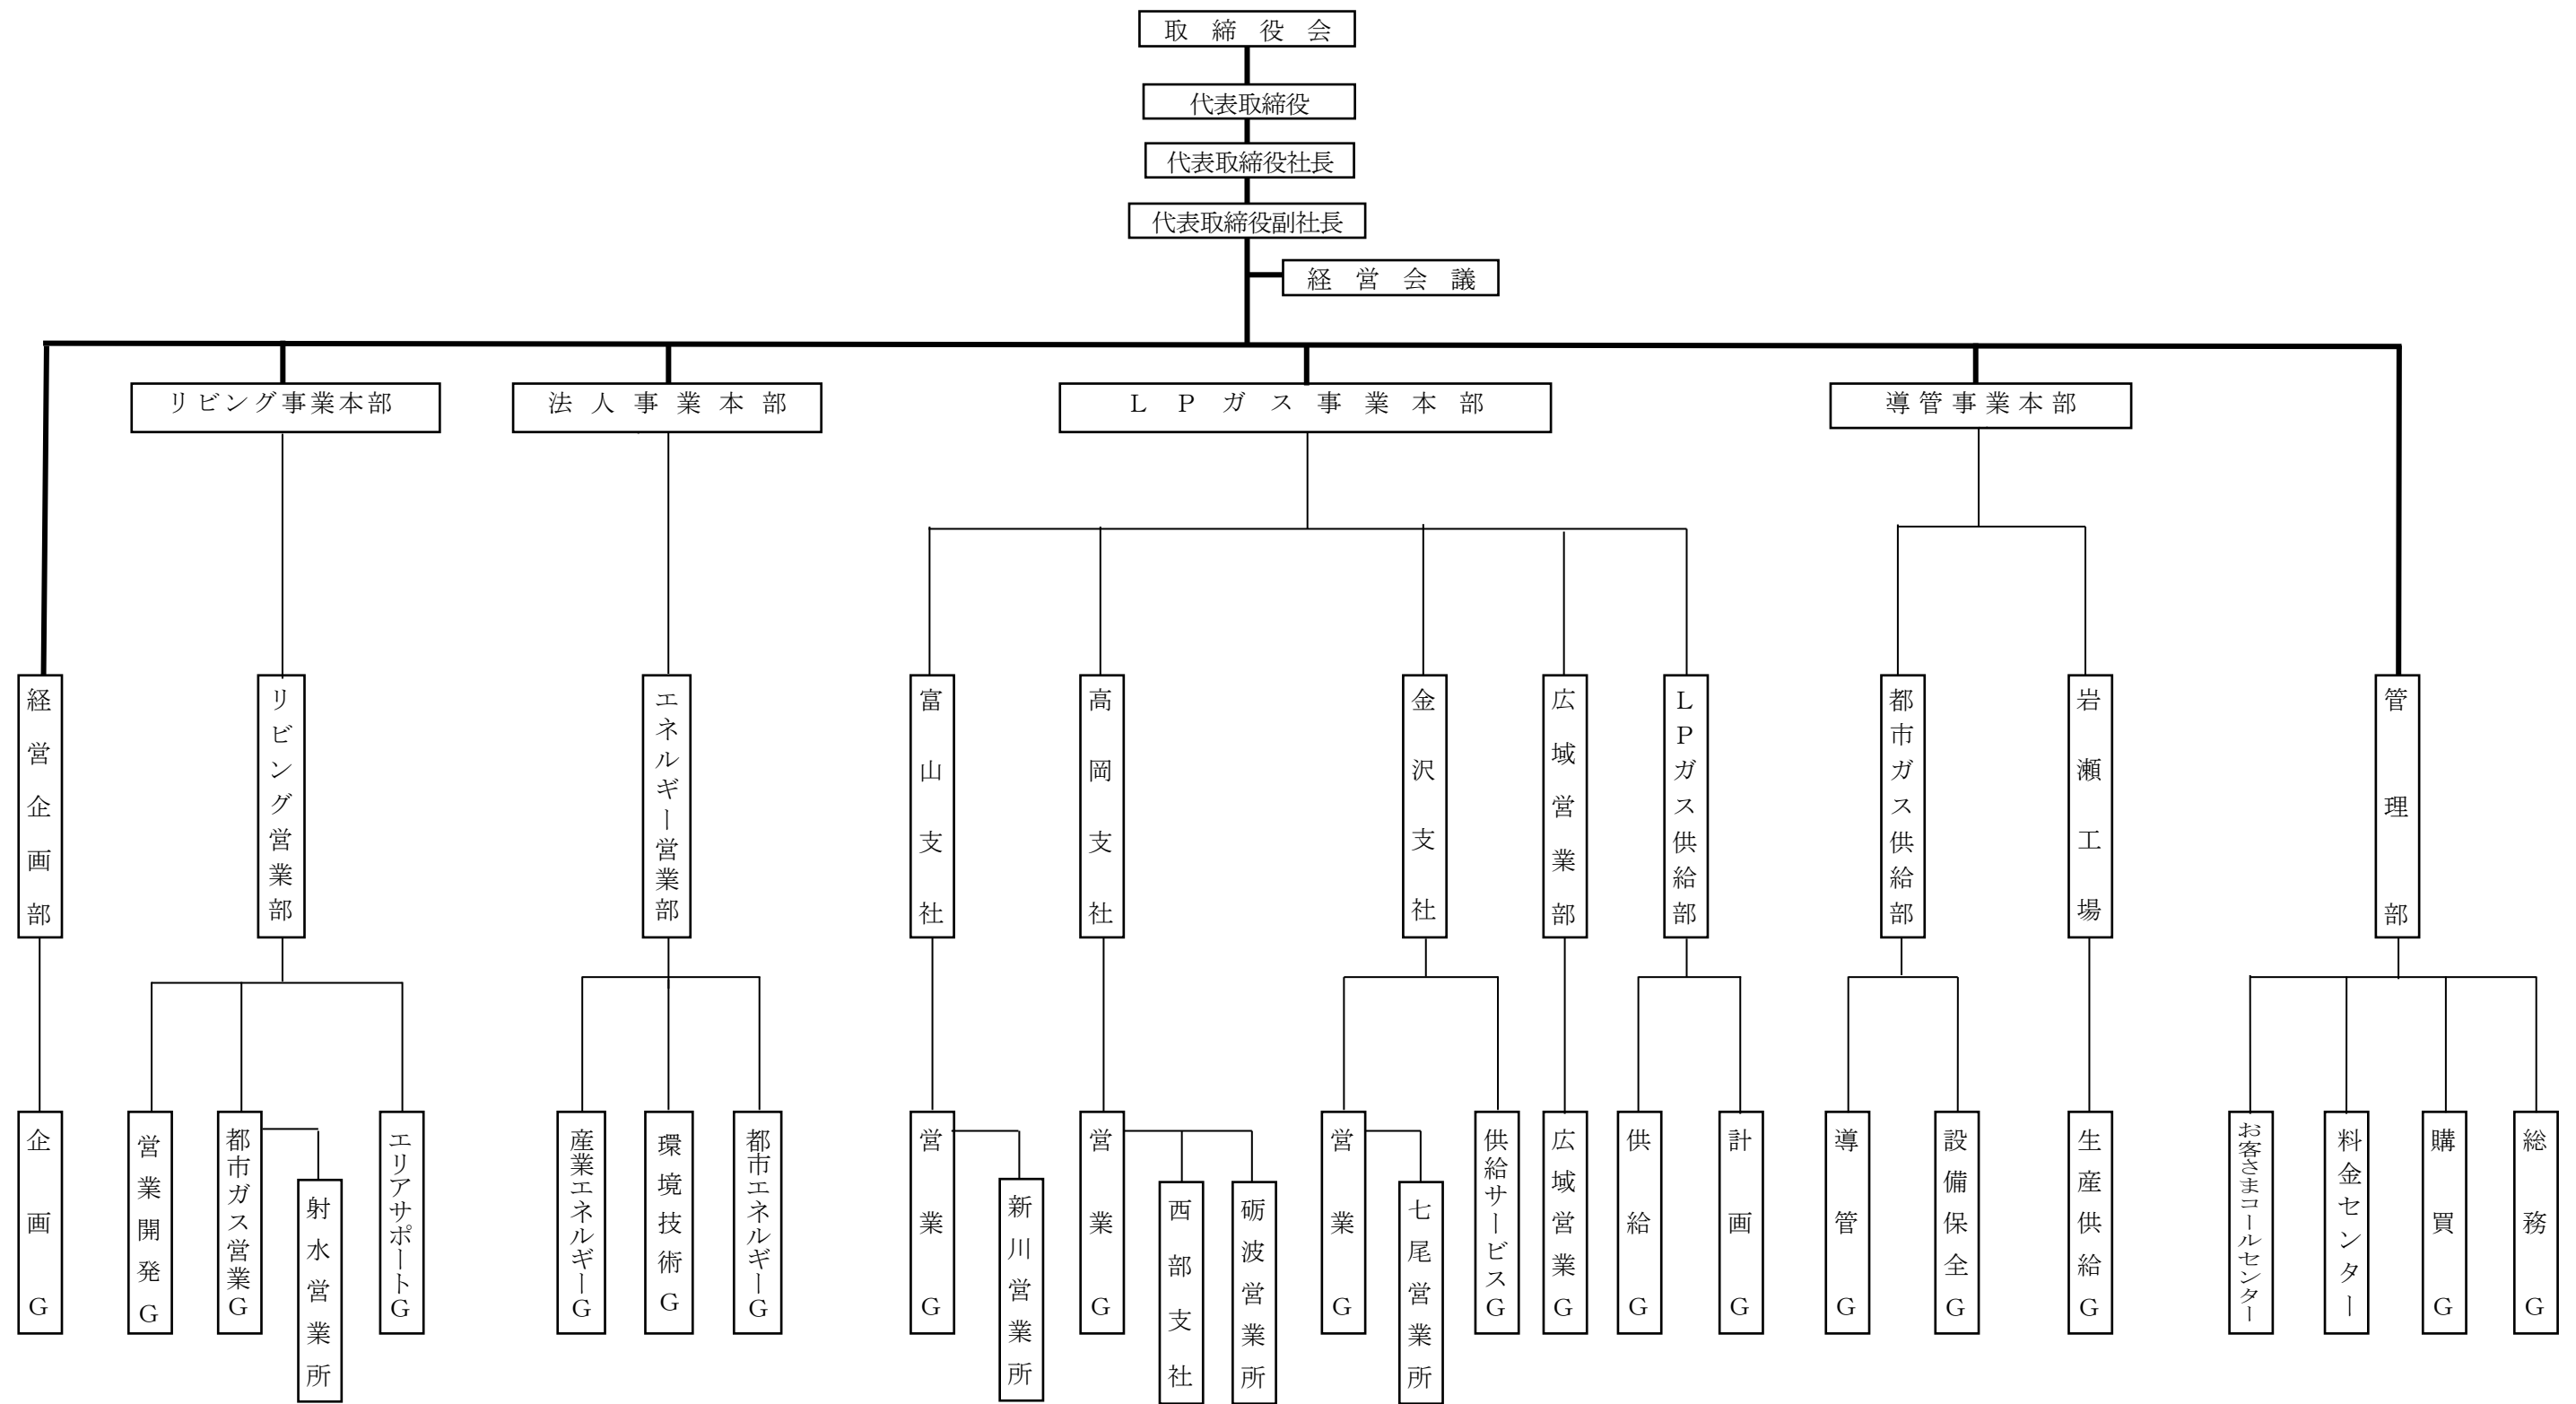 取締役会
代表取締役
代表取締役社長
代表取締役副社長
経営会議
リビング事業本部
法人事業本部
LPガス事業本部
導管事業本部
経営企画部
リビング営業部
エネルギー営業部
富山支社
高岡支社
金沢支社
広域営業部
LPガス供給部
都市ガス供給部
岩瀬工場
管理部
企画G
営業開発G
都市ガス営業G
射水営業所
エリアサポートG
産業エネルギーG
環境技術G
都市エネルギーG
営業G
新川営業所
営業G
西部支社
砺波営業所
営業G
七尾営業所
供給サービスG
広域営業G
供給G
計画G
導管G
設備保全G
生産供給G
お客さまコールセンター
料金センター
購買G
総務G